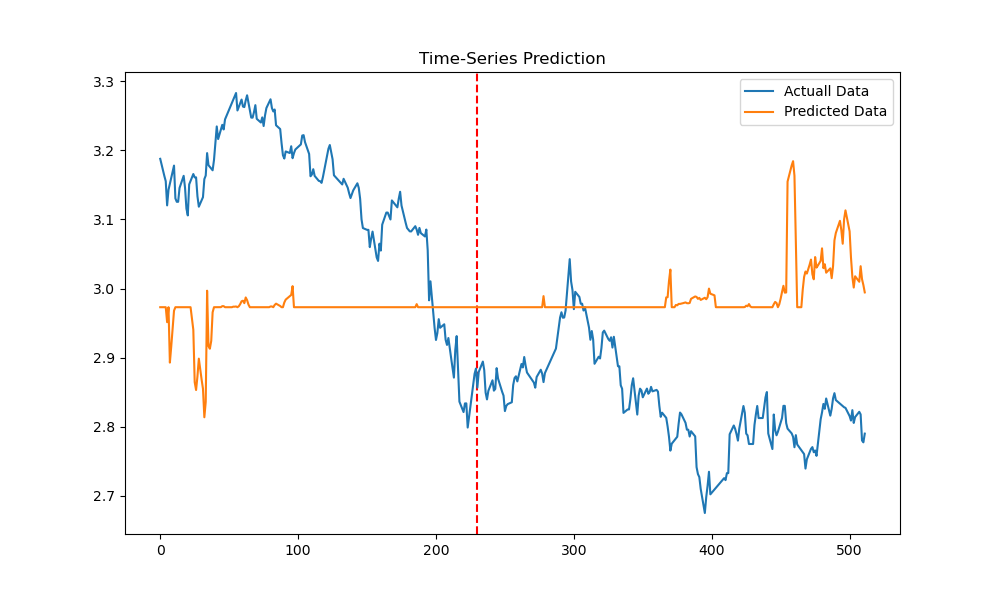 Time-Series Prediction
Actuall Data
Predicted Data
3.3
3.2
3.1
3.0
2.9
2.8
2.7
0 100 200 300 400 500